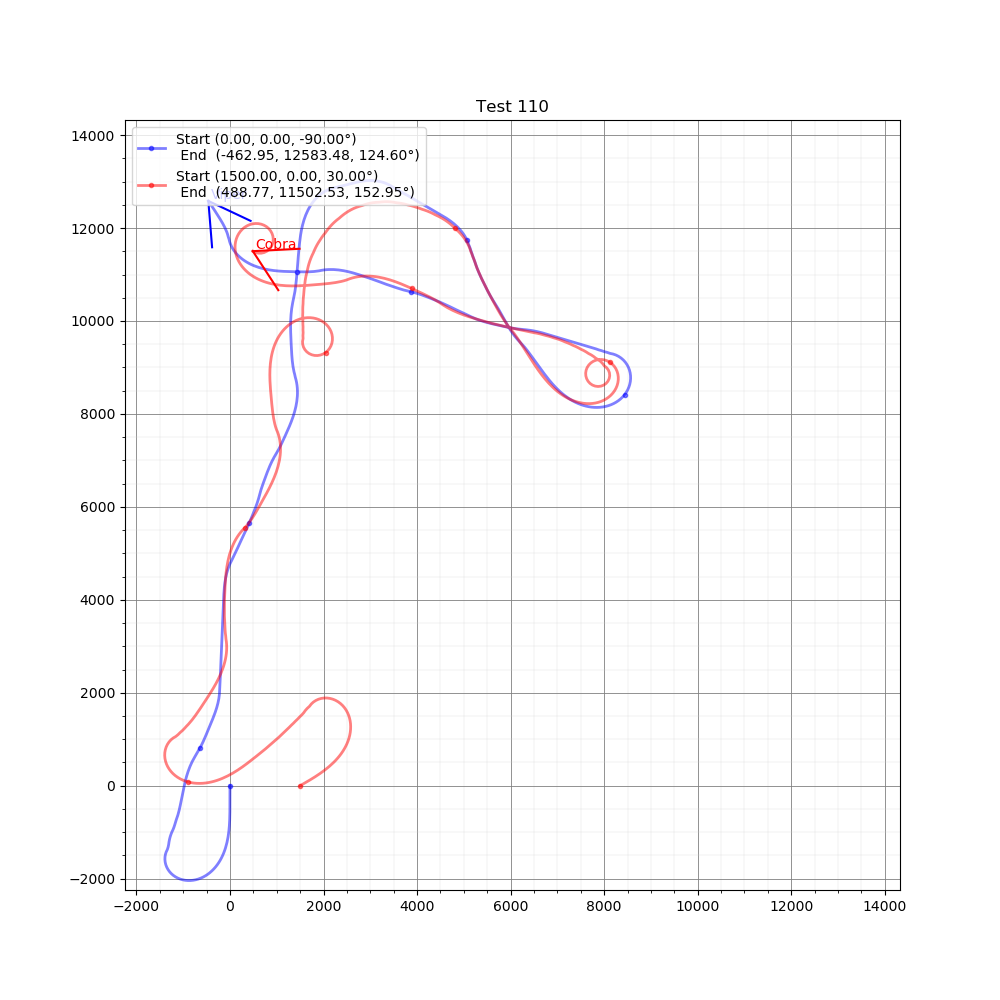 Test 110
Start (0.00, 0.00, -90.00°)
End (-462.95, 12583.48, 124.60°)
Start (1500.00, 0.00, 30.00°)
End (488.77, 11502.53, 152.95°)
Cobra
14000
12000
10000
8000
6000
4000
2000
0
−2000
−2000 0 2000 4000 6000 8000 10000 12000 14000